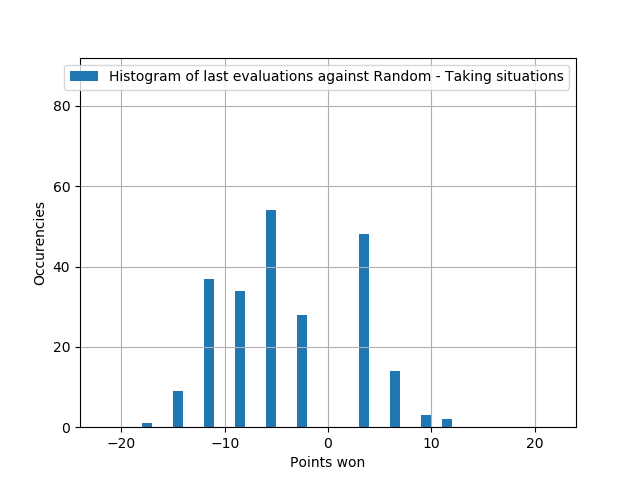 Histogram of last evaluations against Random - Taking situations
80
60
40
20
0
Occurencies
−20 −10 0 10 20
Points won